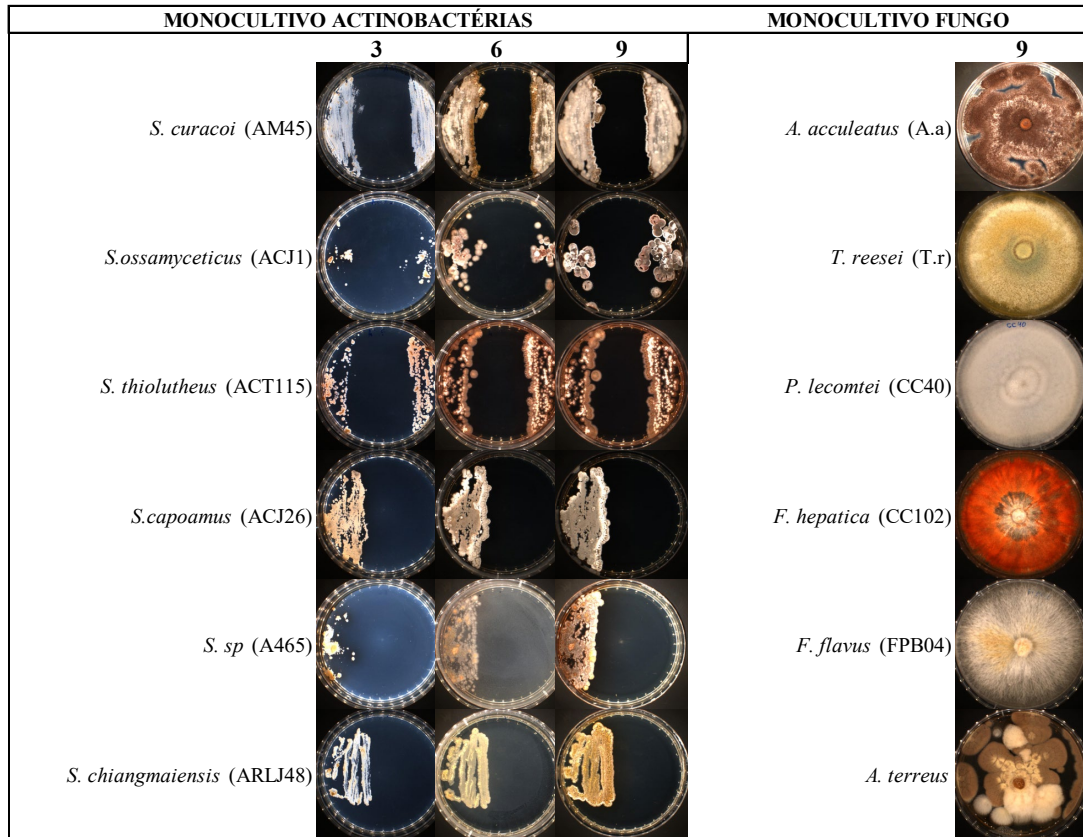 MONOCULTIVO ACTINOBACTÉRIAS MONOCULTIVO FUNGO
3 6 9 9
S. curacoi (AM45) A. acculeatus (A.a)
S.ossamyceticus (ACJ1) T. reesei (T.r)
CC40
S. thiolutheus (ACT115) P. lecomtei (CC40)
S.capoamus (ACJ26) F. hepatica (CC102)
S. sp (A465) F. flavus (FPB04)
S. chiangmaiensis (ARLJ48) A. terreus